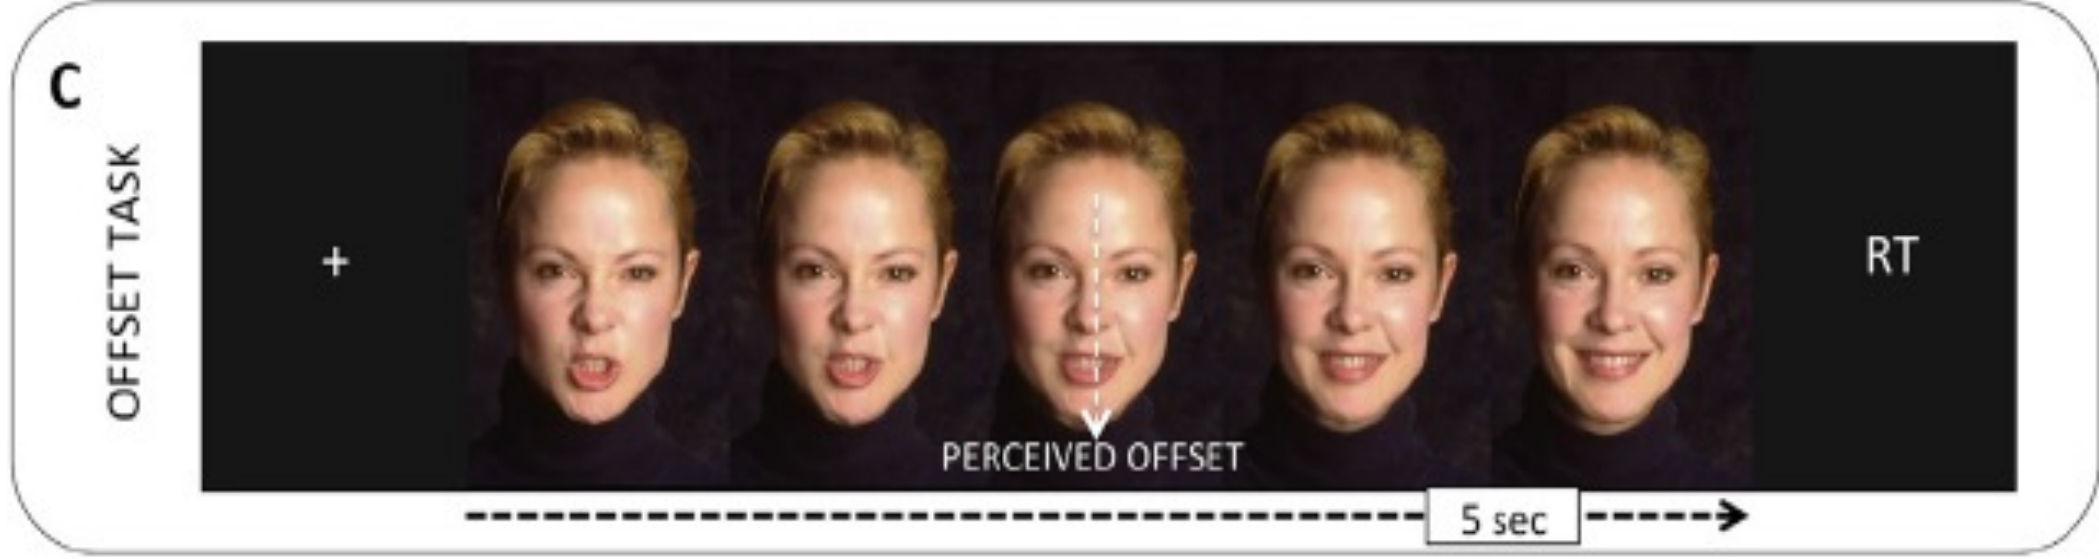 C
OFFSET TASK
+
PERCEIVED OFFSET
RT
5 sec